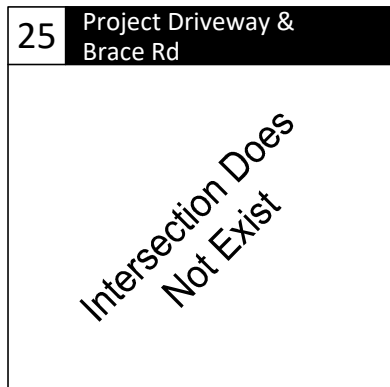 25
Project Driveway &
Brace Rd
Intersection Does
Not Exist